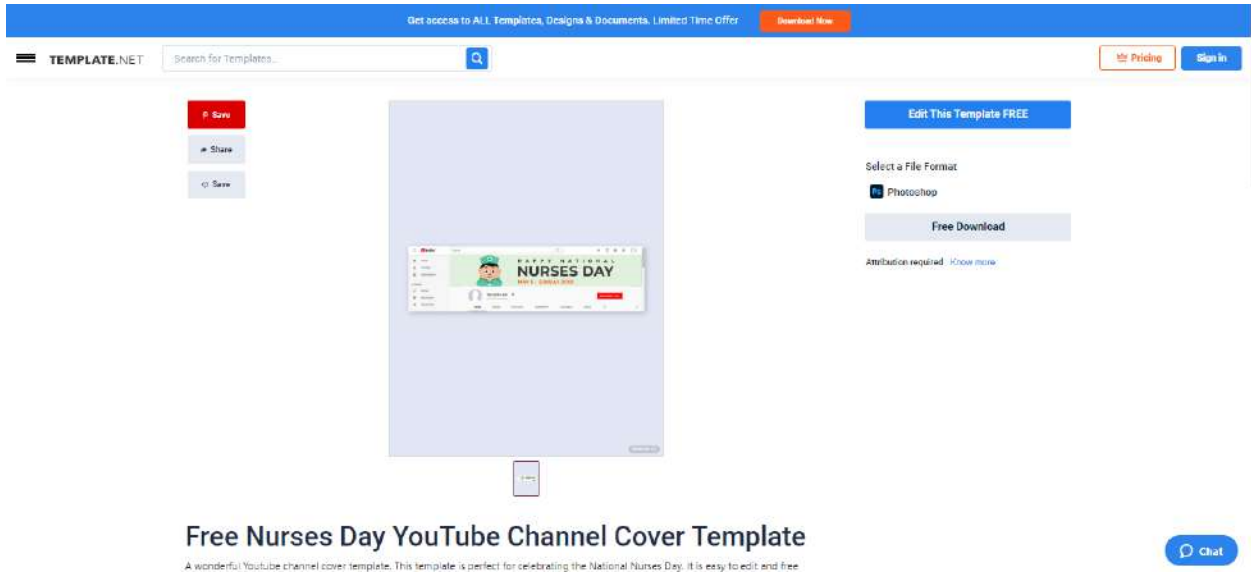 Get access to ALL Templates, Designs & Documents. Limited Time Offer
Download Now
TEMPLATE.NET
Search for Templates...
Pricing
Sign in
Save
Share
Save
Edit This Template FREE
Select a File Format
Ps Photoshop
Free Download
Attribution required Know more
HAPPY NATIONAL
NURSES DAY
Free Nurses Day YouTube Channel Cover Template
A wonderful Youtube channel cover template. This template is perfect for celebrating the National Nurses Day. It is easy to edit and free
Chat